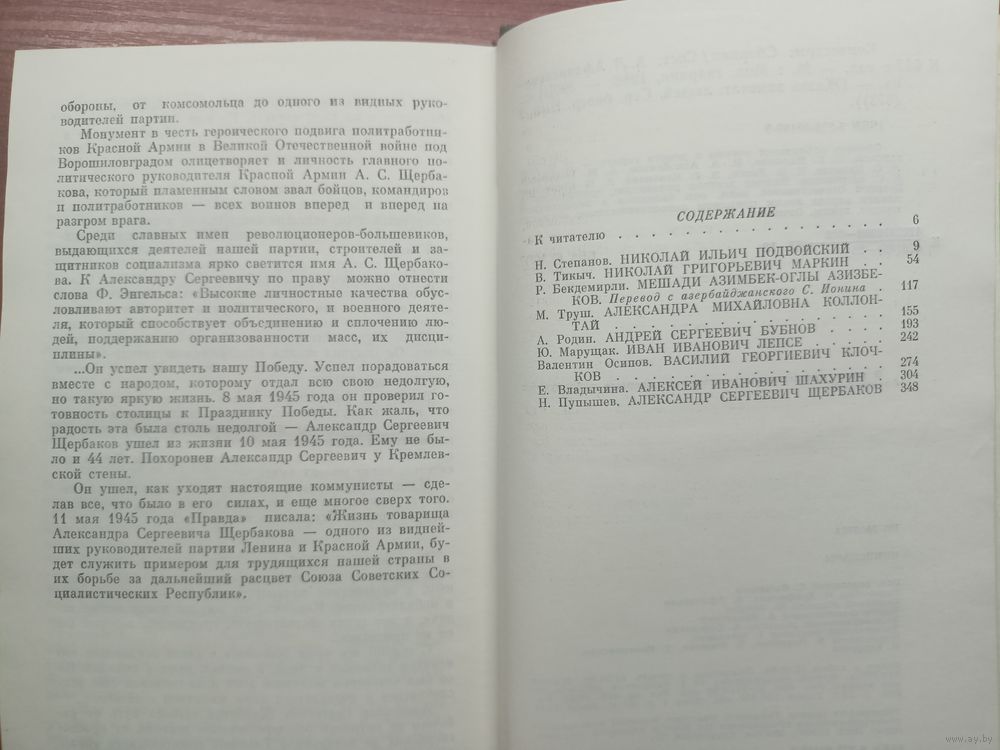 обороны, от комсомольца до одного из видных руко-
водителей партии.
Монумент в честь героического подвига политработни-
ков Красной Армии в Великой Отечественной войне под
Ворошиловградом олицетворяет и личность главного по-
литического руководителя Красной Армии А. С. Щерба-
кова, который пламенным словом звал бойцов, командиров
и политработников — всех воинов вперед и вперед на
разгром врага.
Среди славных имен революционеров-большевиков,
выдающихся деятелей нашей партии, строителей и за-
щитников социализма ярко светится имя А. С. Щербако-
ва. К Александру Сергеевичу по праву можно отнести
слова Ф. Энгельса: «Высокие личностные качества обус-
ловливают авторитет и политического, и военного деяте-
ля, который способствует объединению и сплочению лю-
дей, поддержанию организованности масс, их дисци-
плины».
...Он успел увидеть нашу Победу. Успел порадоваться
вместе с народом, которому отдал всю свою недолгую,
но такую яркую жизнь. 8 мая 1945 года он проверил го-
товность столицы к Празднику Победы. Как жаль, что
радость эта была столь недолгой — Александр Сергеевич
Щербаков ушел из жизни 10 мая 1945 года. Ему не бы-
ло и 44 лет. Похоронен Александр Сергеевич у Кремлев-
ской стены.
Он ушел, как уходят настоящие коммунисты — сде-
лав все, что было в его силах, и еще многое сверх того.
11 мая 1945 года «Правда» писала: «Жизнь товарища
Александра Сергеевича Щербакова — одного из видней-
ших руководителей партии Ленина и Красной Армии, бу-
дет служить примером для трудящихся нашей страны в
их борьбе за дальнейший расцвет Союза Советских Со-
циалистических Республик».
СОДЕРЖАНИЕ
К читателю . . . . . . . . . . . . . 6
Н. Степанов. НИКОЛАЙ ИЛЬИЧ ПОДВОЙСКИЙ . . 9
В. Тикыч. НИКОЛАЙ ГРИГОРЬЕВИЧ МАРКИН . . 54
Р. Бекдемирли. МЕШАДИ АЗИМБЕК-ОГЛЫ АЗИЗБЕ-
КОВ. Перевод с азербайджанского С. Ионина . 117
М. Труш. АЛЕКСАНДРА МИХАЙЛОВНА КОЛЛОН-
ТАЙ . . . . . . . . . . . . 155
А. Родин. АНДРЕЙ СЕРГЕЕВИЧ БУБНОВ . . . . 193
Ю. Марущак. ИВАН ИВАНОВИЧ ЛЕПСЕ . . . . 242
Валентин Осипов. ВАСИЛИЙ ГЕОРГИЕВИЧ КЛОЧ-
КОВ . . . . . . . . . . . . 274
Е. Владычина. АЛЕКСЕЙ ИВАНОВИЧ ШАХУРИН . 304
Н. Пупышев. АЛЕКСАНДР СЕРГЕЕВИЧ ЩЕРБАКОВ 348
www.ay.by